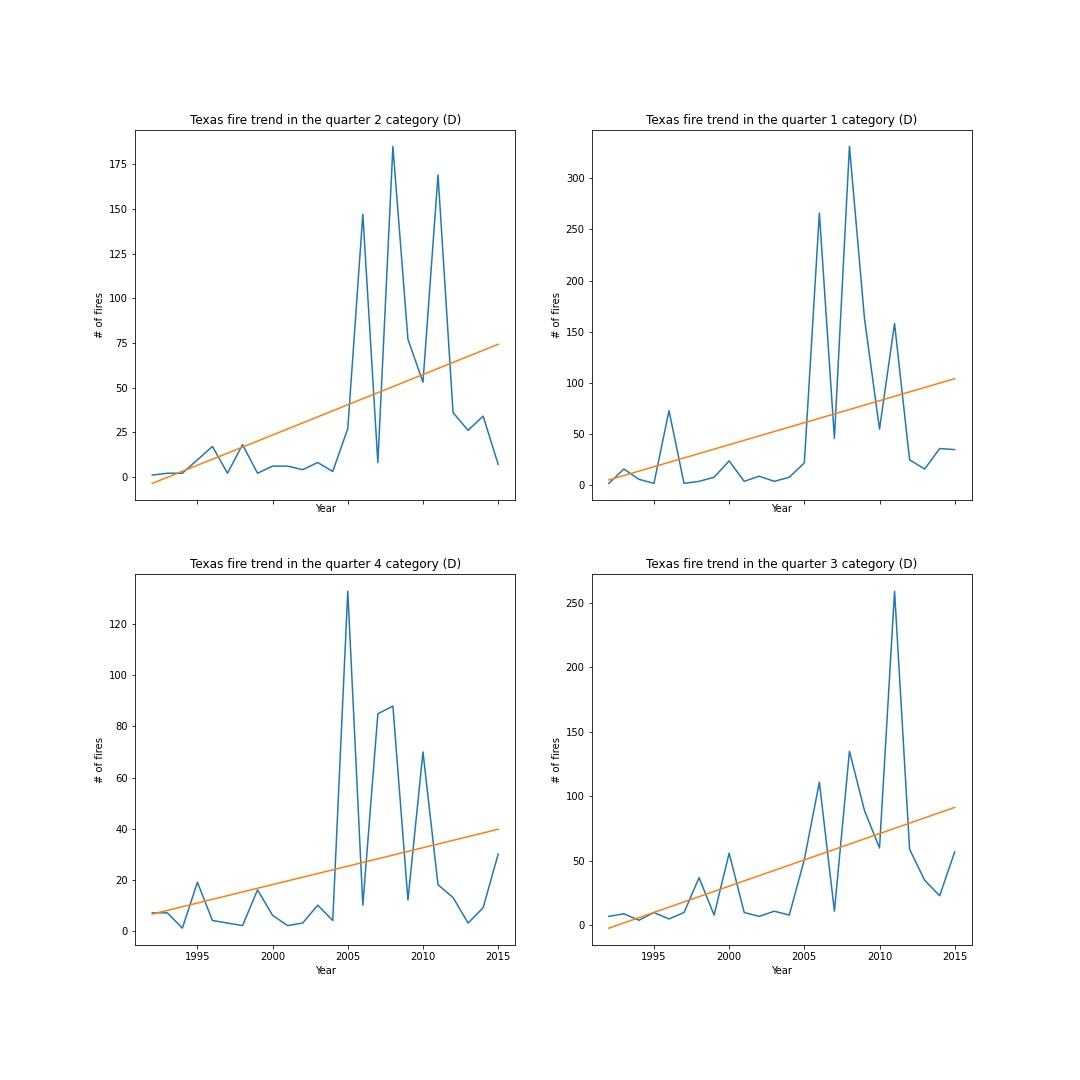 Texas fire trend in the quarter 2 category (D)
# of fires
175
150
125
100
75
50
25
0
Year
Texas fire trend in the quarter 1 category (D)
# of fires
300
250
200
150
100
50
0
Year
Texas fire trend in the quarter 4 category (D)
# of fires
120
100
80
60
40
20
0
1995 2000 2005 2010 2015
Year
Texas fire trend in the quarter 3 category (D)
# of fires
250
200
150
100
50
0
1995 2000 2005 2010 2015
Year